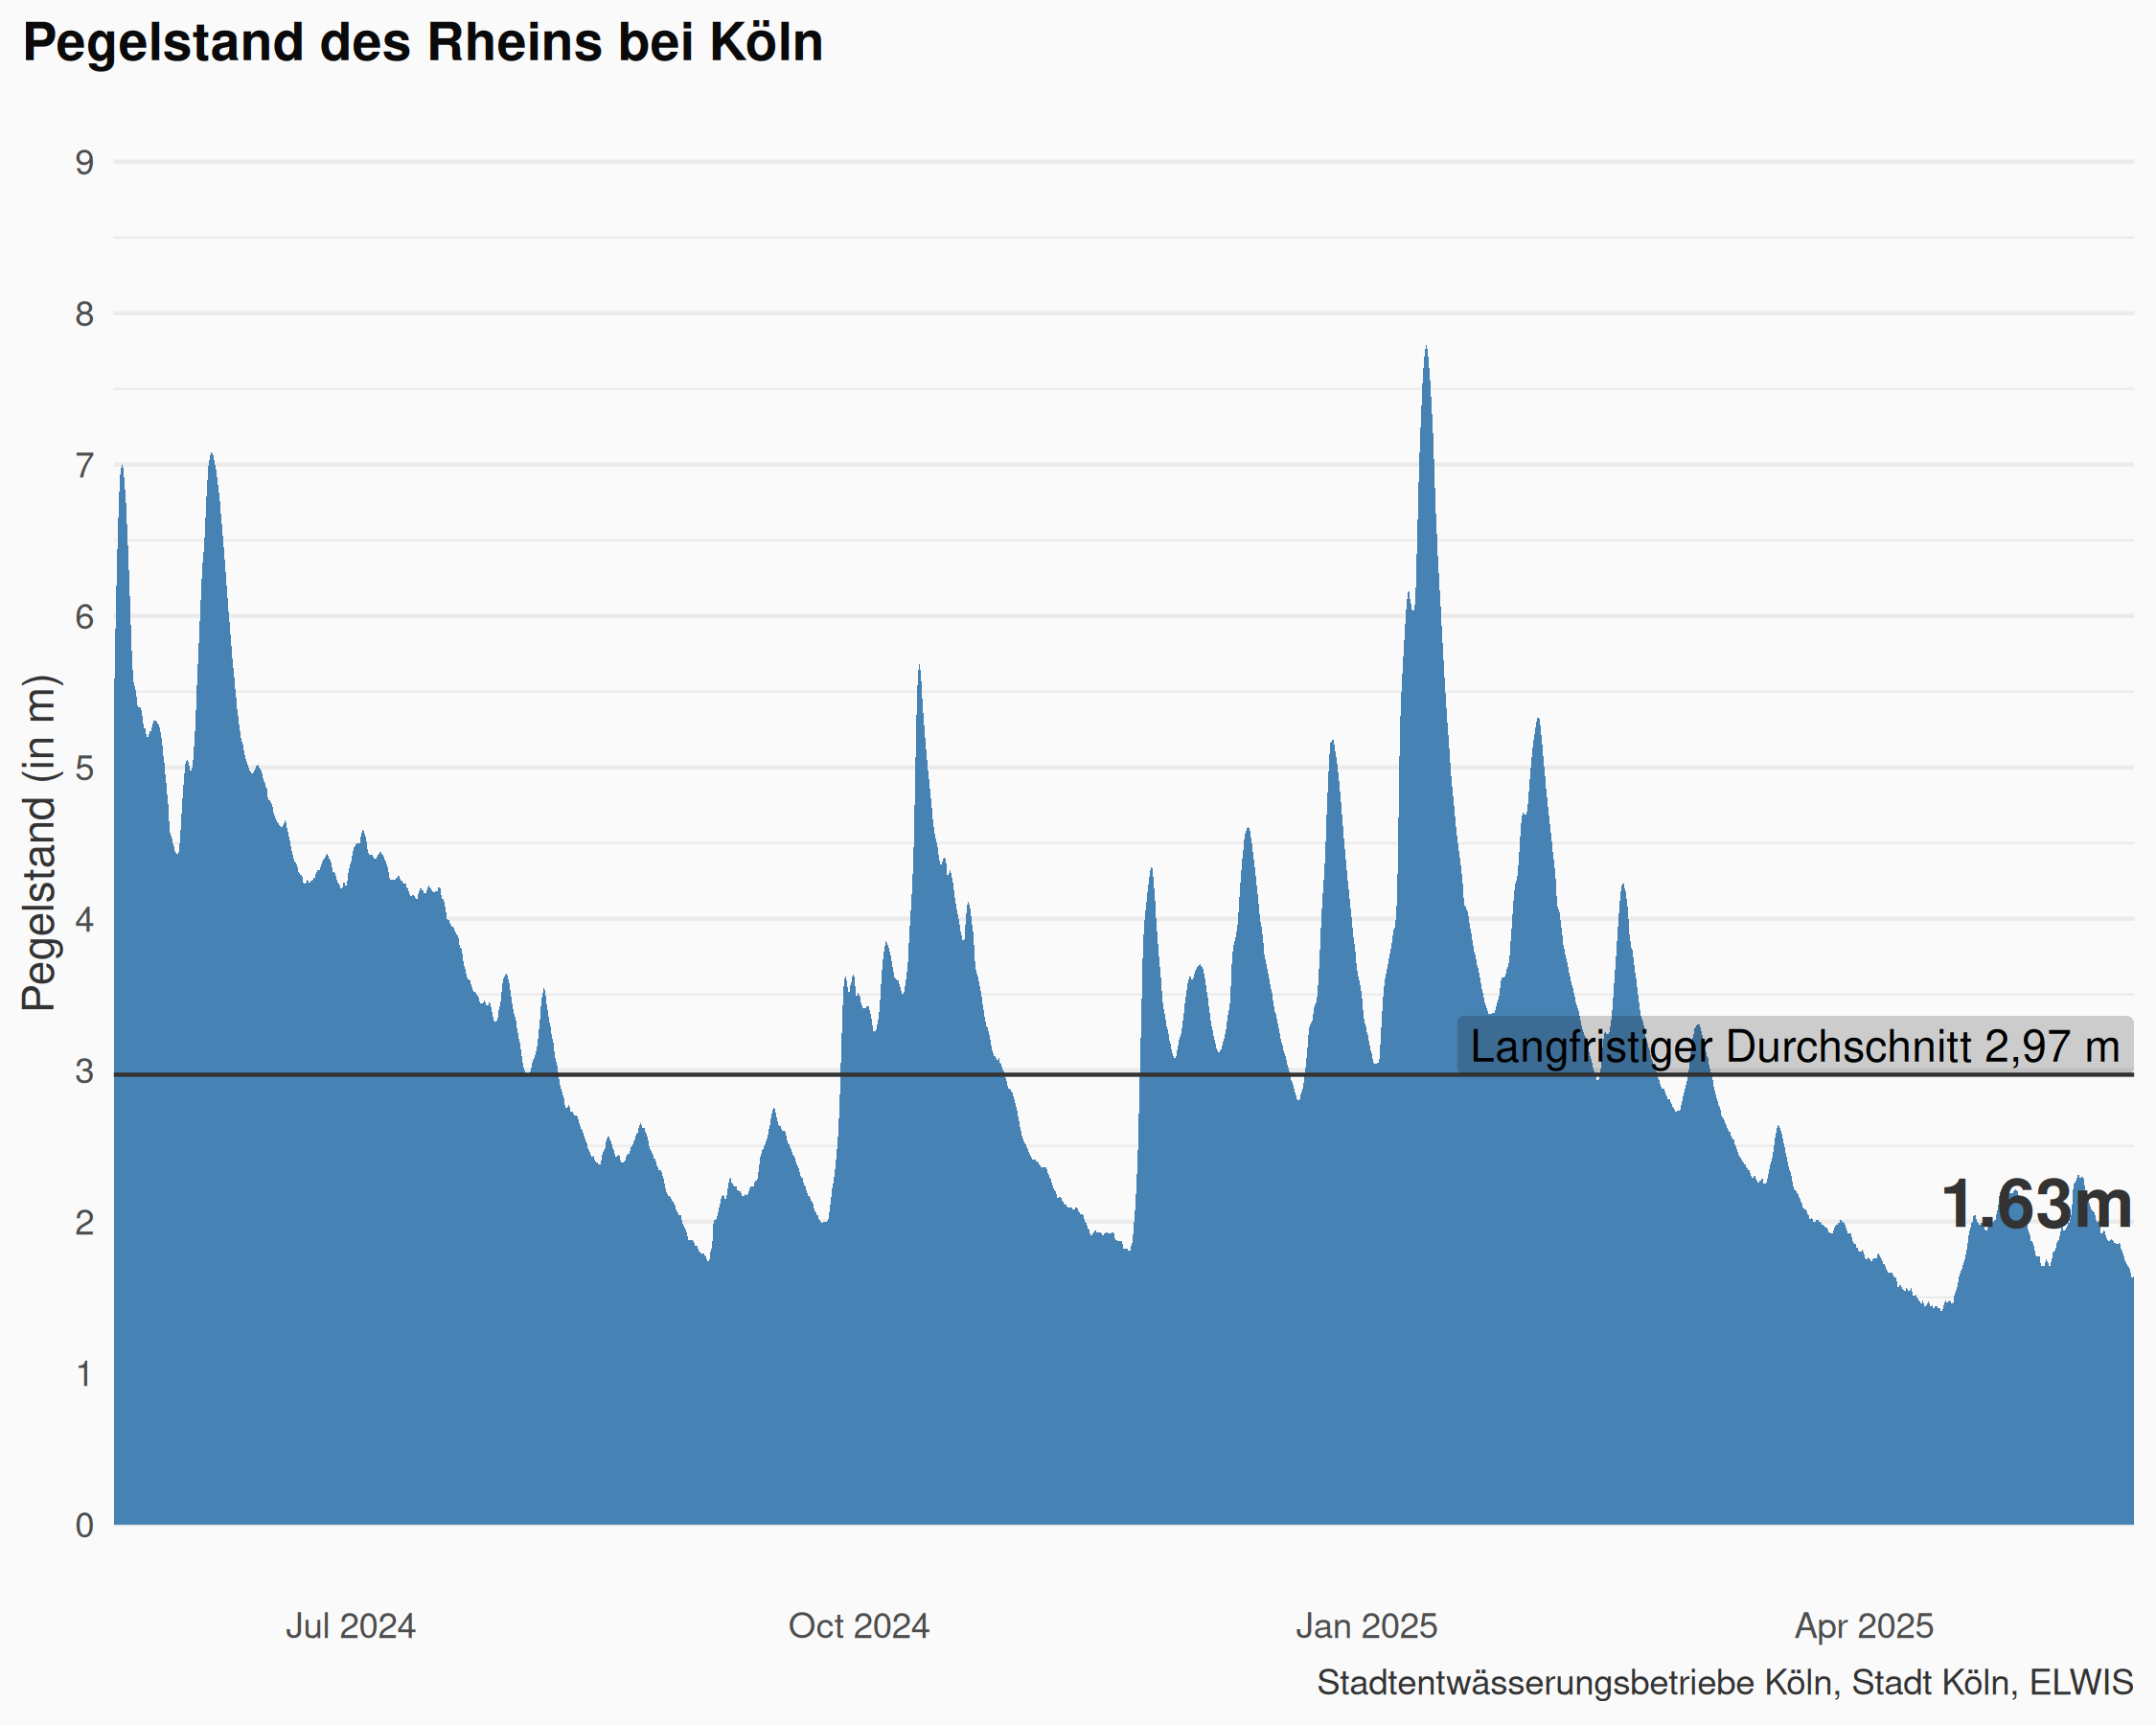 Pegelstand des Rheins bei Köln
Pegelstand (in m)
9
8
7
6
5
4
3
2
1
0
Langfristiger Durchschnitt 2,97 m
1.63m
Jul 2024
Oct 2024
Jan 2025
Apr 2025
Stadtentwässerungsbetriebe Köln, Stadt Köln, ELWIS